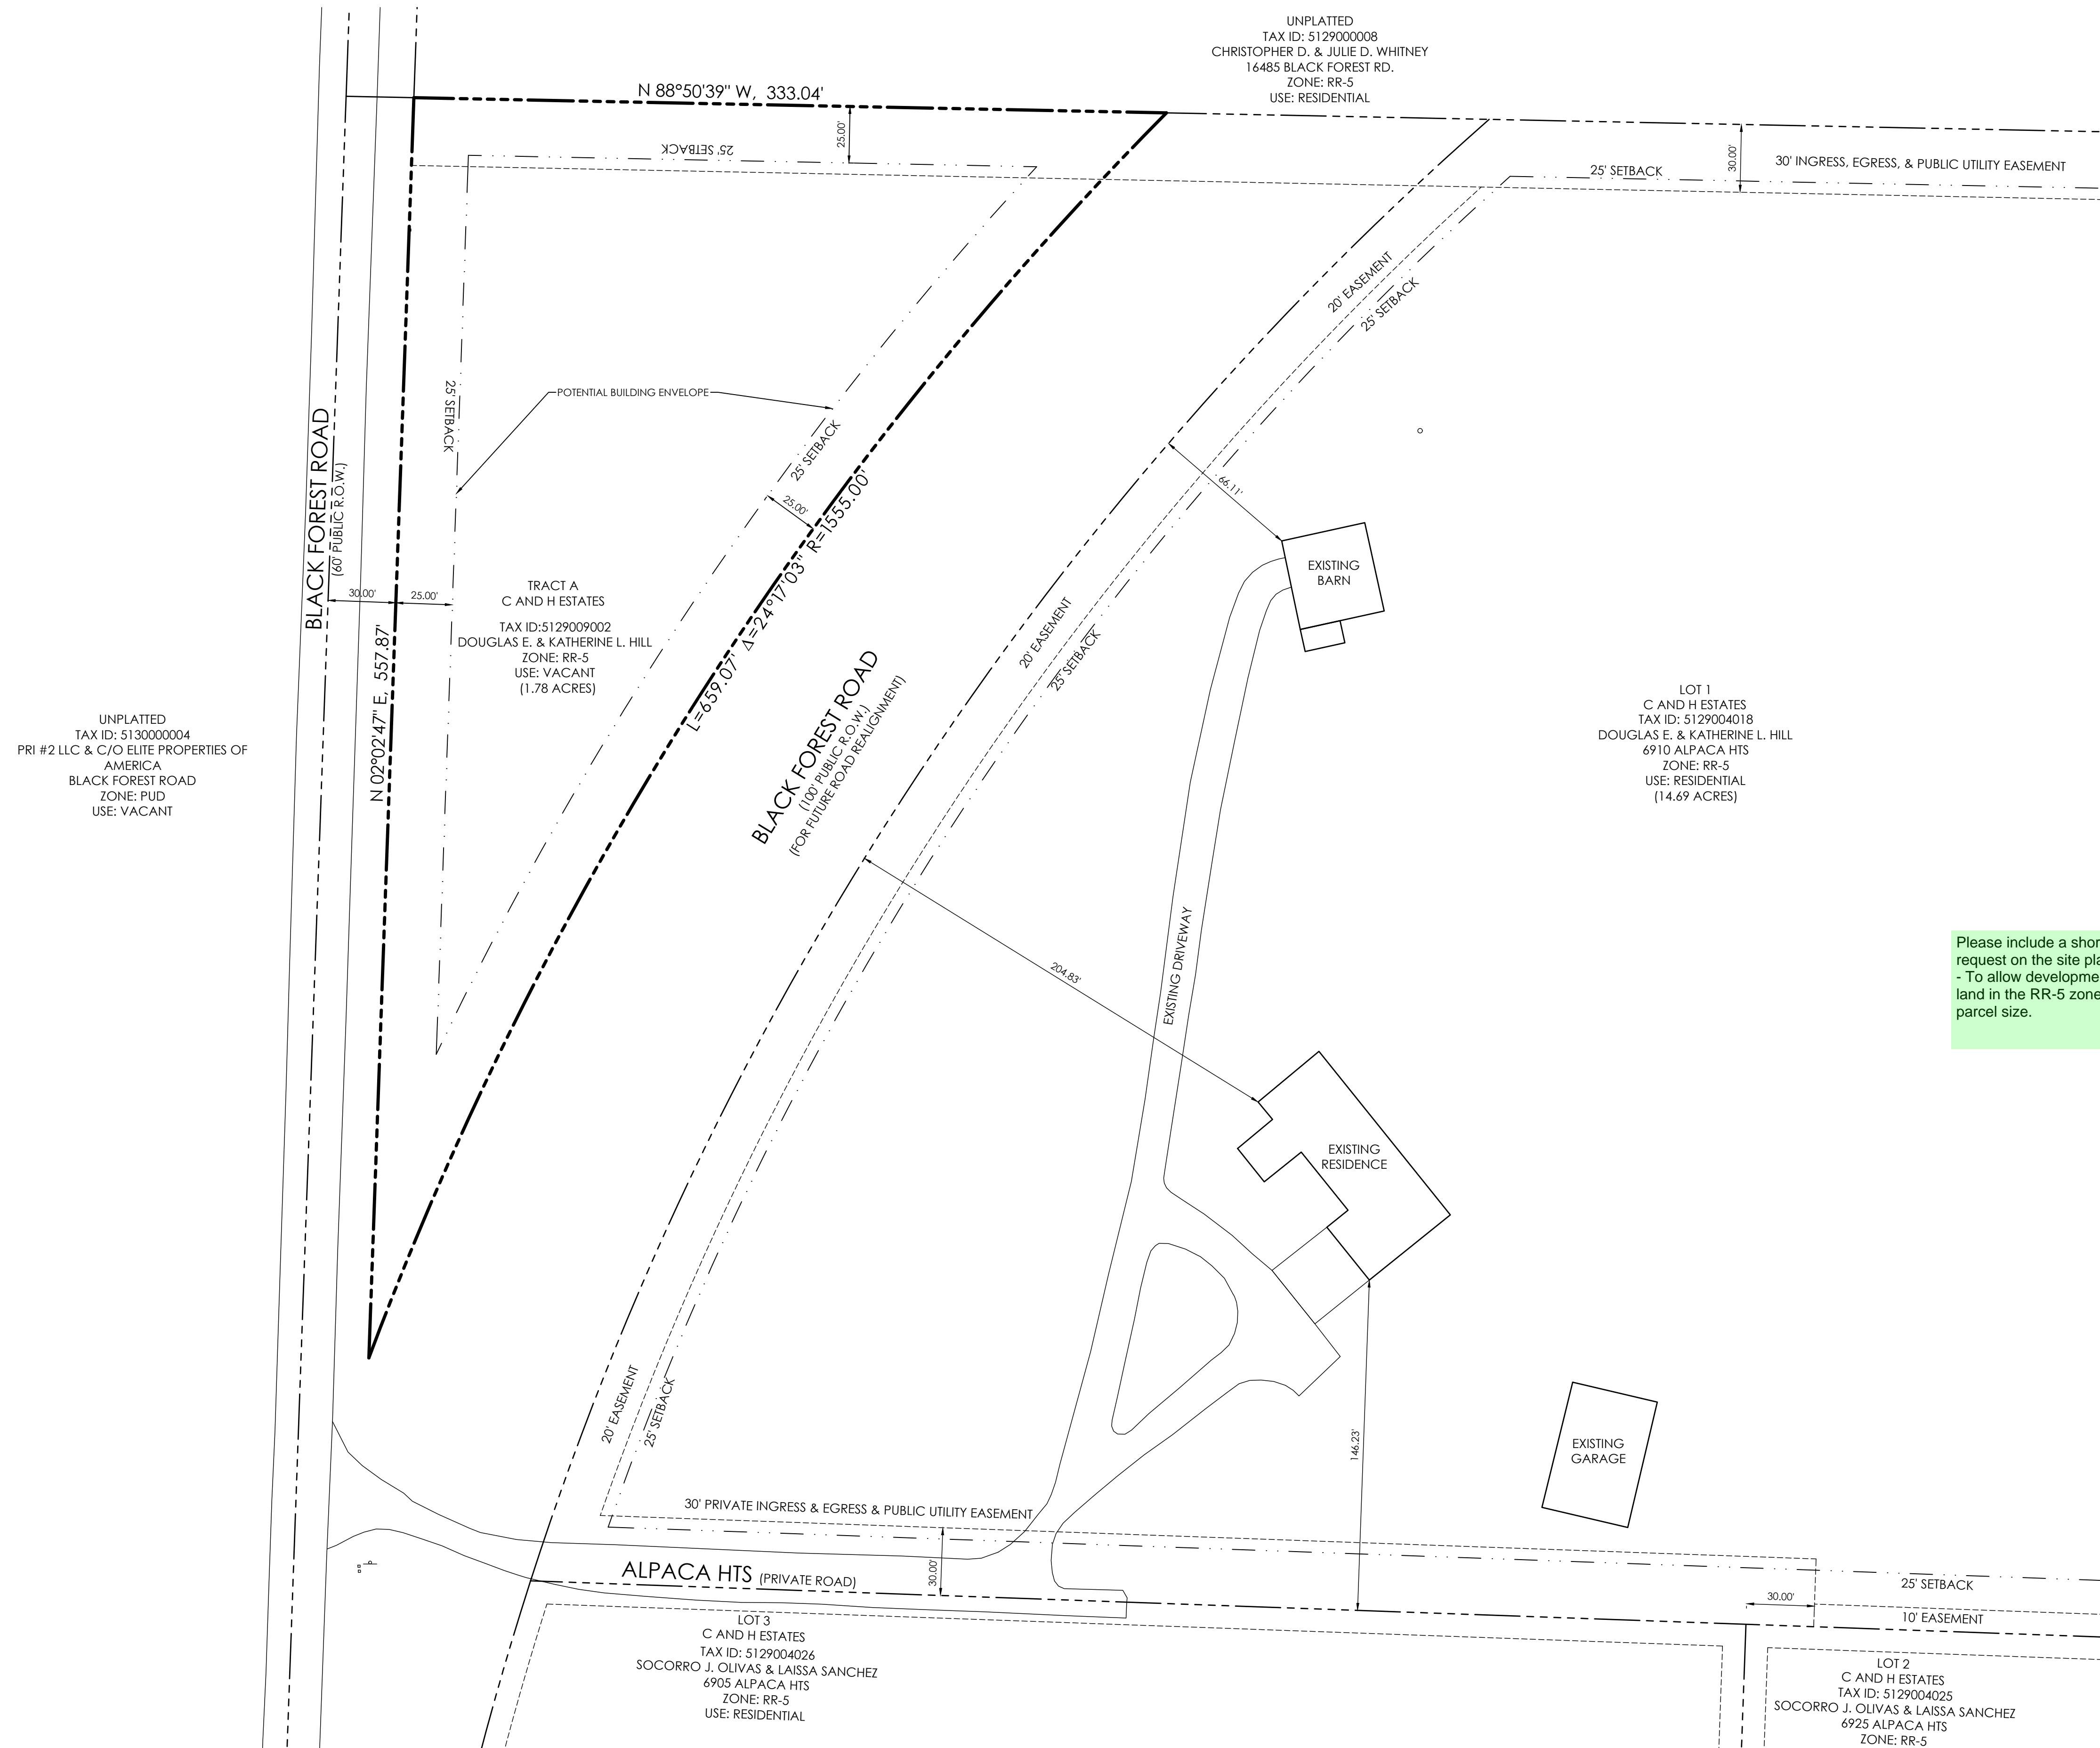 UNPLATTED
TAX ID: 5129000008
CHRISTOPHER D. & JULIE D. WHITNEY
16485 BLACK FOREST RD.
ZONE: RR-5
USE: RESIDENTIAL
N 88°50'39" W, 333.04'
25.00'
25' SETBACK
25' SETBACK
30.00'
30' INGRESS, EGRESS, & PUBLIC UTILITY EASEMENT
20' EASEMENT
25' SETBACK
25' SETBACK
POTENTIAL BUILDING ENVELOPE
25' SETBACK
25.00'
66.11'
BLACK FOREST ROAD
(60' PUBLIC R.O.W.)
30.00'
25.00'
N 02°02'47" E, 557.87'
TRACT A
C AND H ESTATES
TAX ID:5129009002
DOUGLAS E. & KATHERINE L. HILL
ZONE: RR-5
USE: VACANT
(1.78 ACRES)
L=659.07' Δ=24°17'03" R=1555.00'
EXISTING
BARN
20' EASEMENT
25' SETBACK
BLACK FOREST ROAD
(100' PUBLIC R.O.W.)
(FOR FUTURE ROAD REALIGNMENT)
UNPLATTED
TAX ID: 5130000004
PRI #2 LLC & C/O ELITE PROPERTIES OF
AMERICA
BLACK FOREST ROAD
ZONE: PUD
USE: VACANT
LOT 1
C AND H ESTATES
TAX ID: 5129004018
DOUGLAS E. & KATHERINE L. HILL
6910 ALPACA HTS
ZONE: RR-5
USE: RESIDENTIAL
(14.69 ACRES)
204.83'
EXISTING DRIVEWAY
Please include a shor
request on the site pla
- To allow developme
land in the RR-5 zone
parcel size.
EXISTING
RESIDENCE
20' EASEMENT
25' SETBACK
146.23'
EXISTING
GARAGE
30' PRIVATE INGRESS & EGRESS & PUBLIC UTILITY EASEMENT
30.00'
ALPACA HTS (PRIVATE ROAD)
25' SETBACK
30.00'
10' EASEMENT
LOT 3
C AND H ESTATES
TAX ID: 5129004026
SOCORRO J. OLIVAS & LAISSA SANCHEZ
6905 ALPACA HTS
ZONE: RR-5
USE: RESIDENTIAL
LOT 2
C AND H ESTATES
TAX ID: 5129004025
SOCORRO J. OLIVAS & LAISSA SANCHEZ
6925 ALPACA HTS
ZONE: RR-5